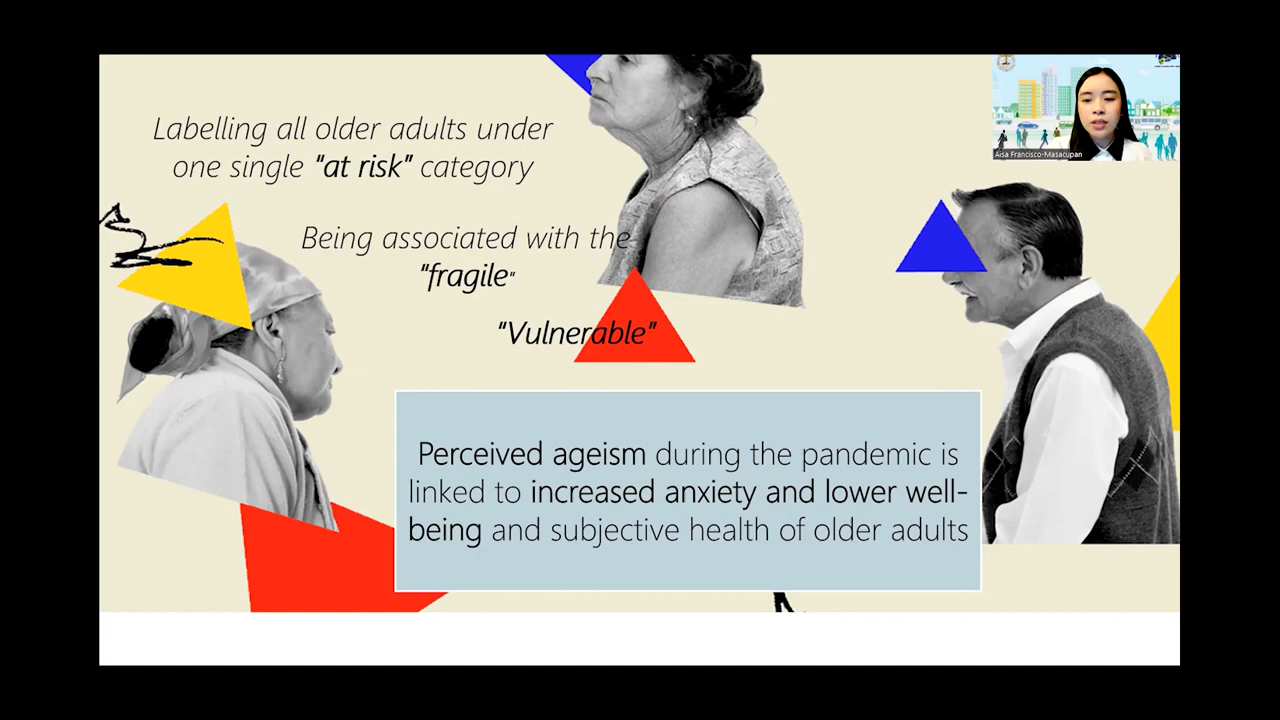 Labelling all older adults under
one single "at risk" category
Being associated with the
"fragile"
"Vulnerable"
Perceived ageism during the pandemic is
linked to increased anxiety and lower well-
being and subjective health of older adults
Aisa Francisco-Masacupan